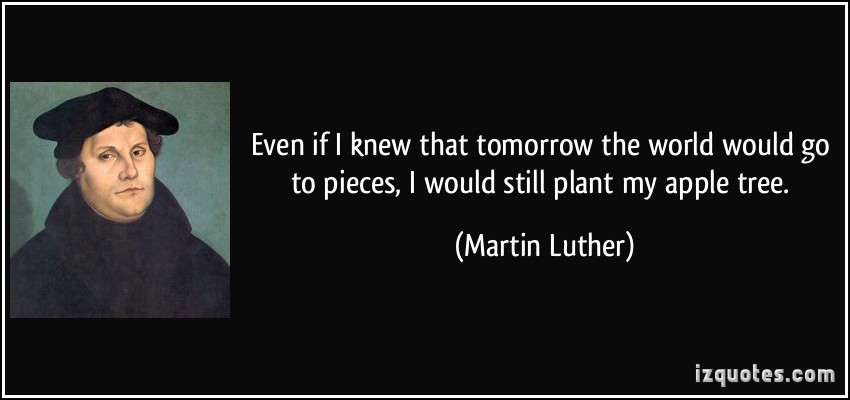 Even if I knew that tomorrow the world would go
to pieces, I would still plant my apple tree.
(Martin Luther)
izquotes.com